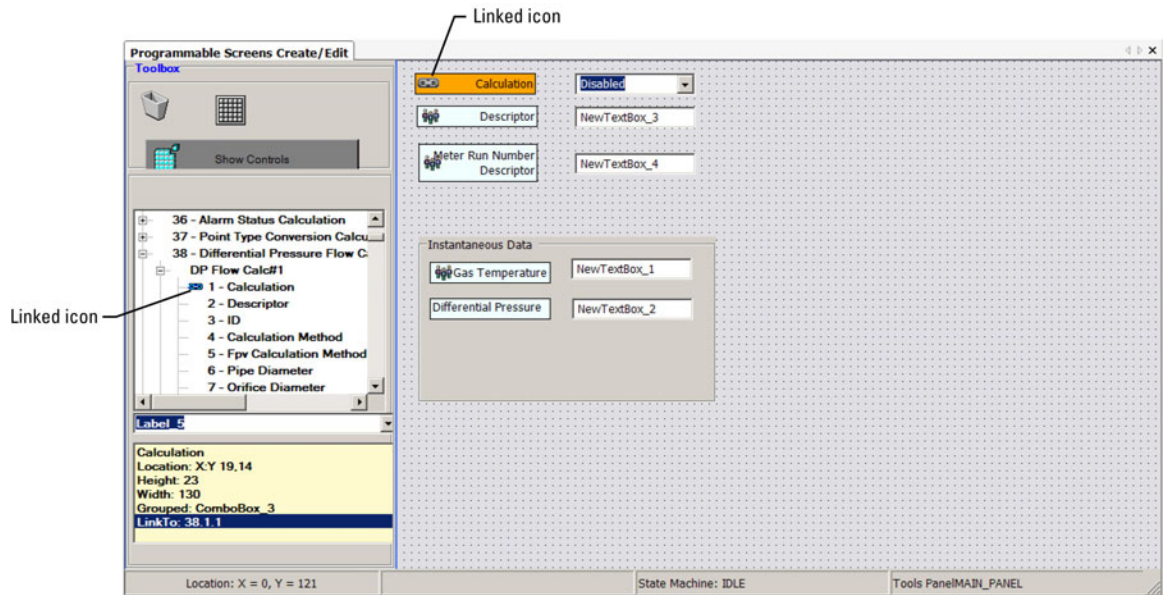 Linked icon
Programmable Screens Create/Edit
Toolbox
Show Controls
36 - Alarm Status Calculation
37 - Point Type Conversion Calcu
38 - Differential Pressure Flow C
DP Flow Calc#1
1 - Calculation
2 - Descriptor
3 - ID
4 - Calculation Method
5 - Fpv Calculation Method
6 - Pipe Diameter
7 - Orifice Diameter
Linked icon
Label_5
Calculation
Location: X:Y 19,14
Height: 23
Width: 130
Grouped: ComboBox_3
LinkTo: 38.1.1
Calculation
Disabled
Descriptor
NewTextBox_3
Meter Run Number
Descriptor
NewTextBox_4
Instantaneous Data
Gas Temperature
NewTextBox_1
Differential Pressure
NewTextBox_2
Location: X = 0, Y = 121
State Machine: IDLE
Tools PanelMAIN_PANEL